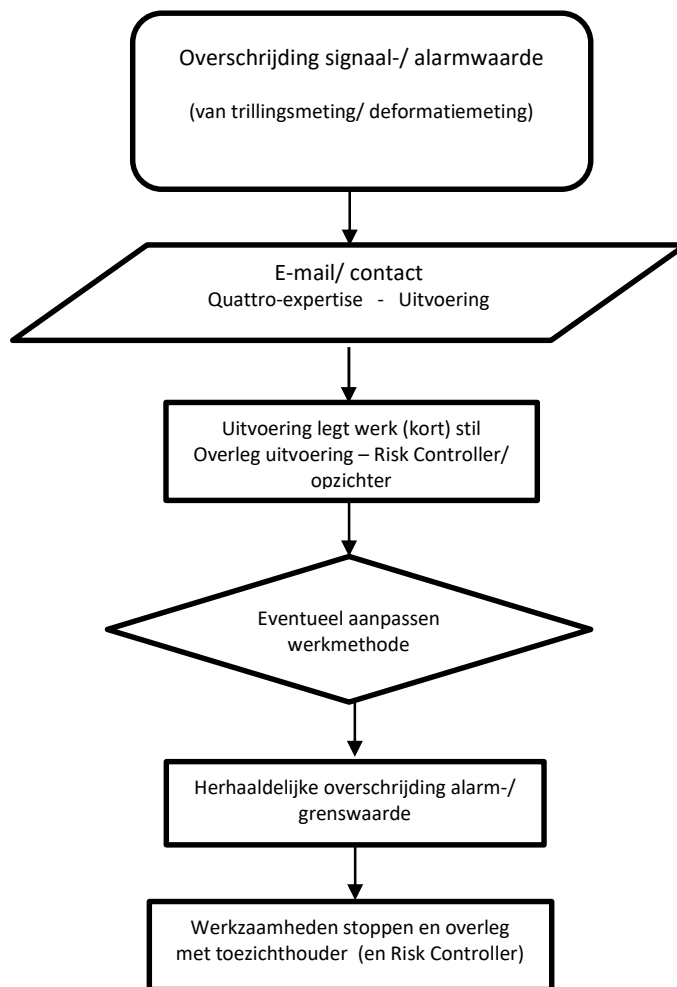 Overschrijding signaal-/ alarmwaarde
(van trillingsmeting/ deformatiemeting)
E-mail/ contact
Quattro-expertise - Uitvoering
Uitvoering legt werk (kort) stil
Overleg uitvoering – Risk Controller/
opzichter
Eventueel aanpassen
werkmethode
Herhaaldelijke overschrijding alarm-/
grenswaarde
Werkzaamheden stoppen en overleg
met toezichthouder (en Risk Controller)